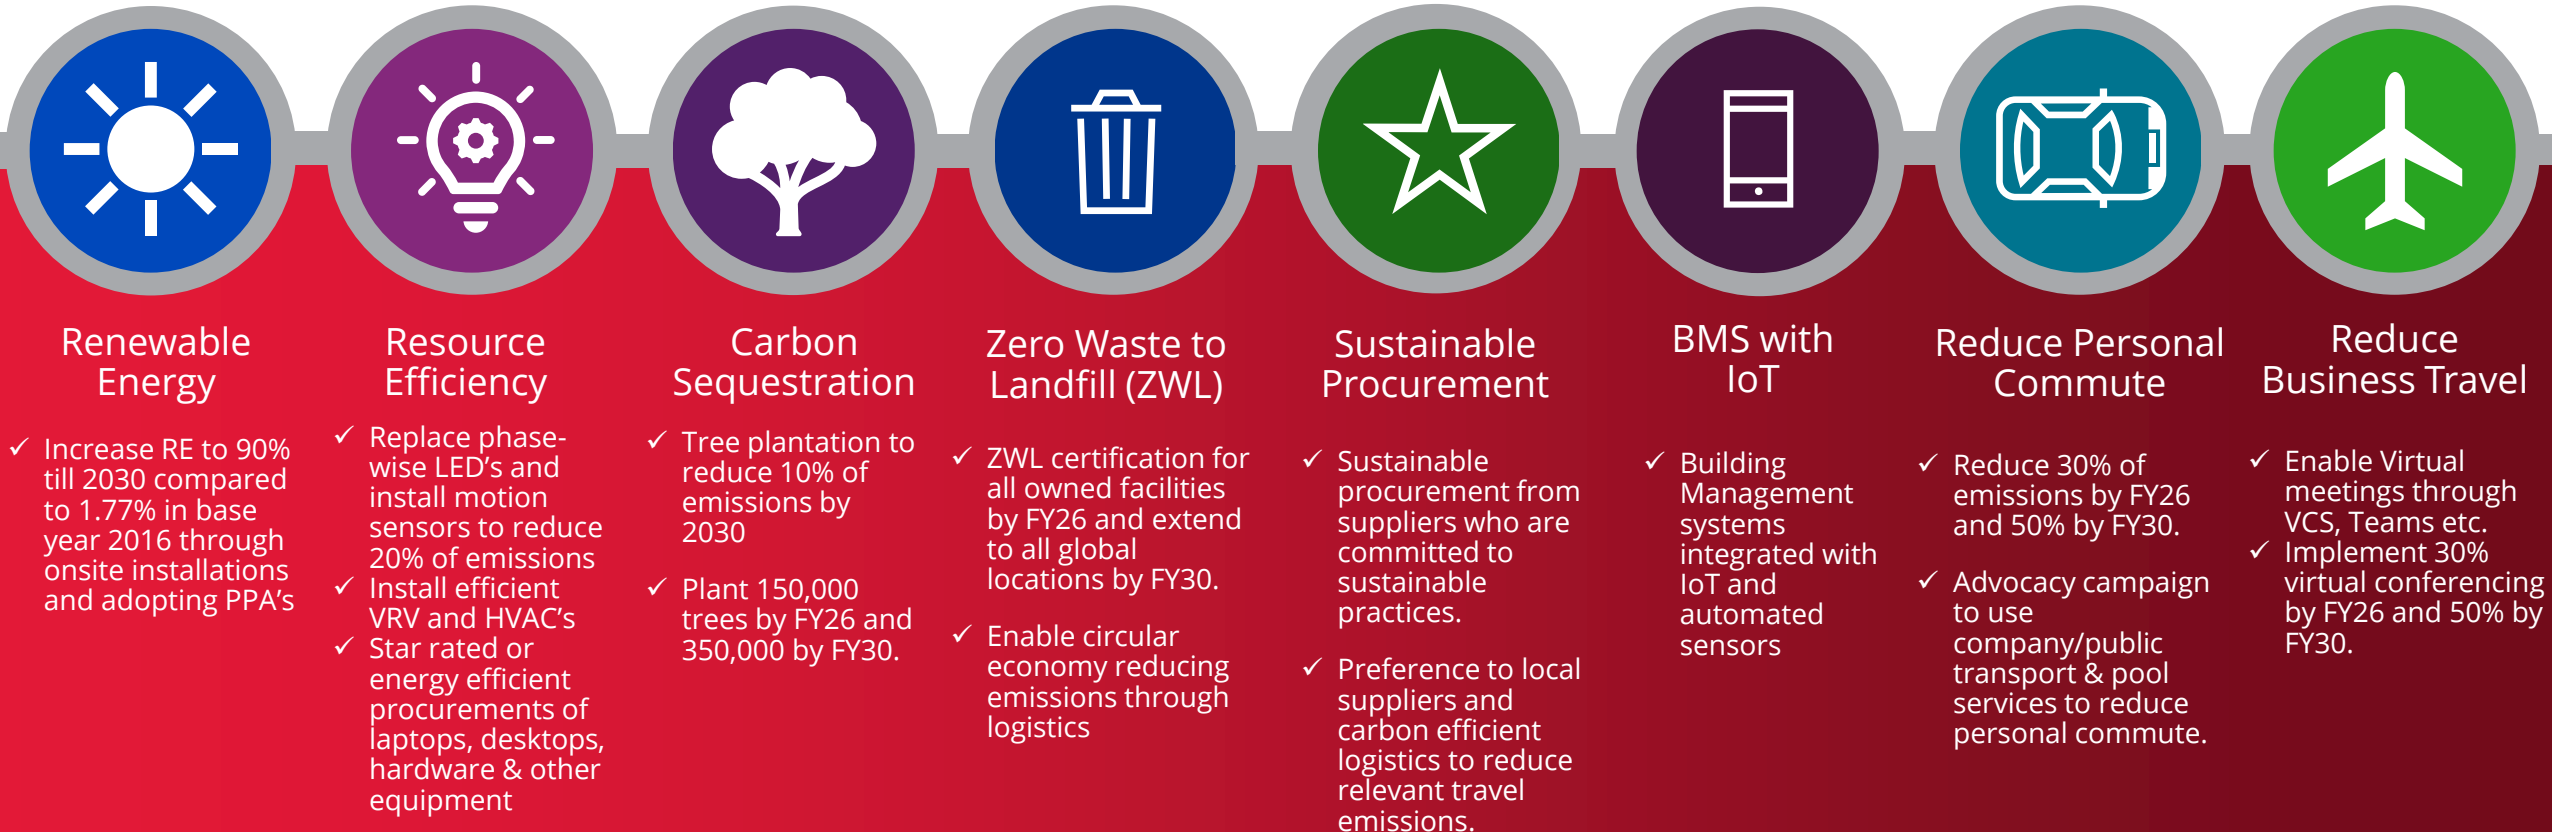 Renewable
Energy
✓ Increase RE to 90%
till 2030 compared
to 1.77% in base
year 2016 through
onsite installations
and adopting PPA’s
Resource
Efficiency
✓ Replace phase-
wise LED’s and
install motion
sensors to reduce
20% of emissions
✓ Install efficient
VRV and HVAC’s
✓ Star rated or
energy efficient
procurements of
laptops, desktops,
hardware & other
equipment
Carbon
Sequestration
✓ Tree plantation to
reduce 10% of
emissions by
2030
✓ Plant 150,000
trees by FY26 and
350,000 by FY30.
Zero Waste to
Landfill (ZWL)
✓ ZWL certification for
all owned facilities
by FY26 and extend
to all global
locations by FY30.
✓ Enable circular
economy reducing
emissions through
logistics
Sustainable
Procurement
✓ Sustainable
procurement from
suppliers who are
committed to
sustainable
practices.
✓ Preference to local
suppliers and
carbon efficient
logistics to reduce
relevant travel
emissions.
BMS with
IoT
✓ Building
Management
systems
integrated with
IoT and
automated
sensors
Reduce Personal
Commute
✓ Reduce 30% of
emissions by FY26
and 50% by FY30.
✓ Advocacy campaign
to use
company/public
transport & pool
services to reduce
personal commute.
Reduce
Business Travel
✓ Enable Virtual
meetings through
VCS, Teams etc.
✓ Implement 30%
virtual conferencing
by FY26 and 50% by
FY30.